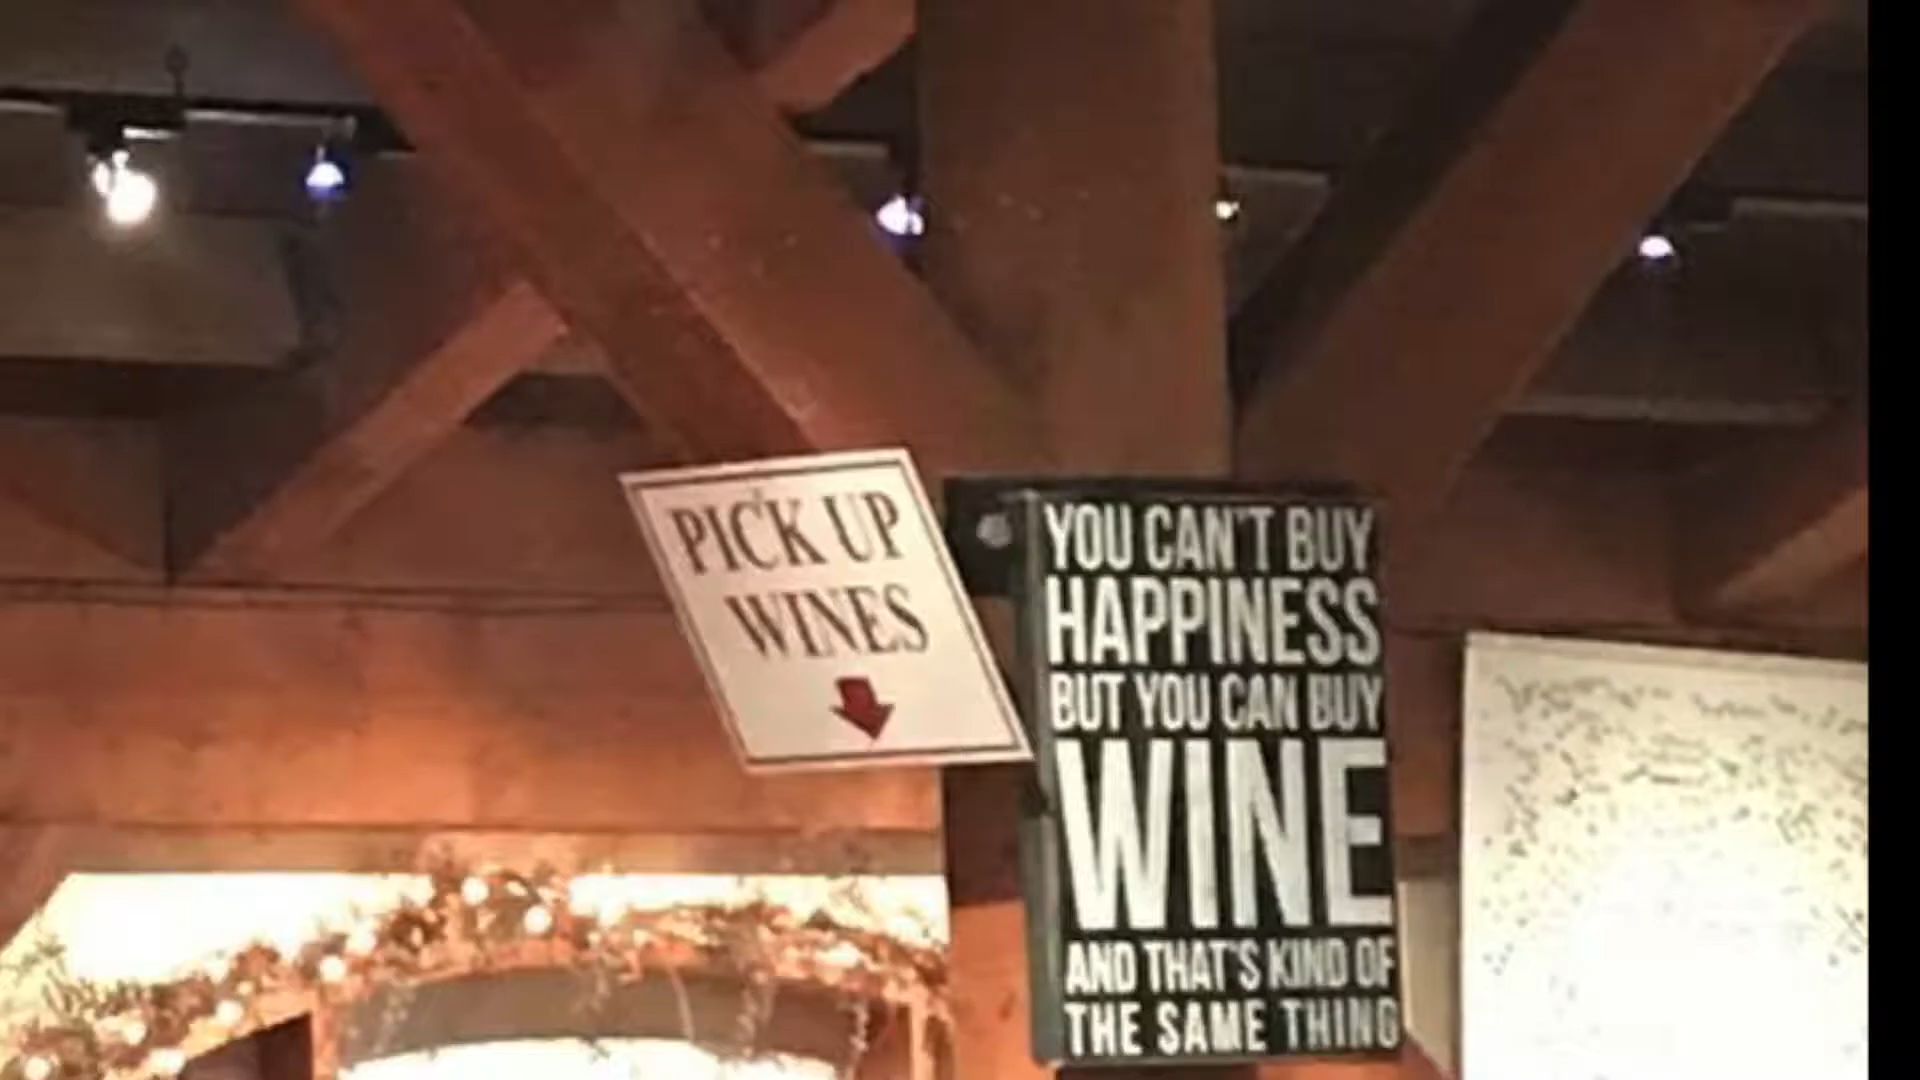 PICK UP
WINES
YOU CAN'T BUY
HAPPINESS
BUT YOU CAN BUY
WINE
AND THAT'S KIND OF
THE SAME THING